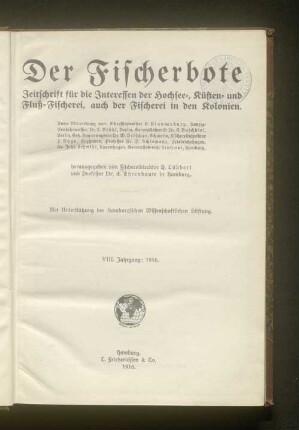 Der Fischerbote
Zeitschrift für die Interessen der Hochsee-, Küsten- und
Fluß-Fischerei, auch der Fischerei in den Kolonien.
herausgegeben von Fischereidirektor H. Lübbert
und Professor Dr. E. Ehrenbaum in Hamburg.
Mit Unterstützung der Hamburgischen Wissenschaftlichen Stiftung.
VIII. Jahrgang: 1916.
Hamburg.
L. Friederichsen & Co.
1916.